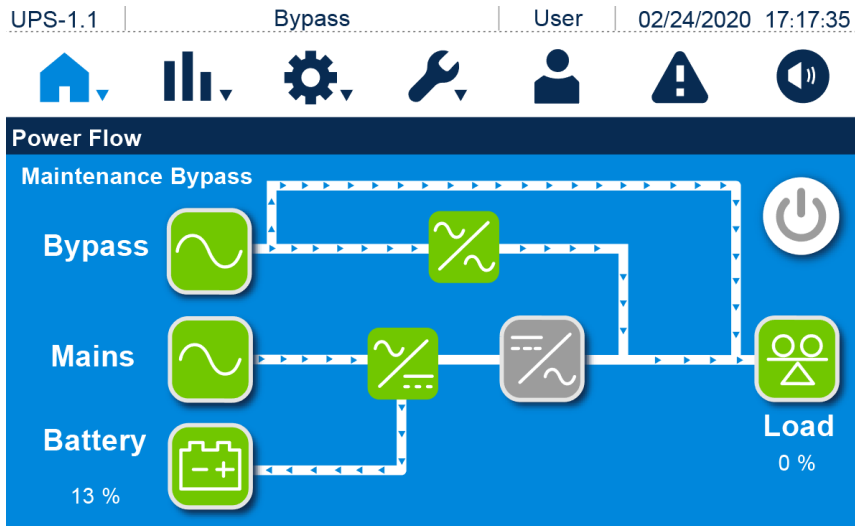 UPS-1.1 Bypass User 02/24/2020 17:17:35
Power Flow
Maintenance Bypass
Bypass
Mains
Battery
13 %
Load
0 %